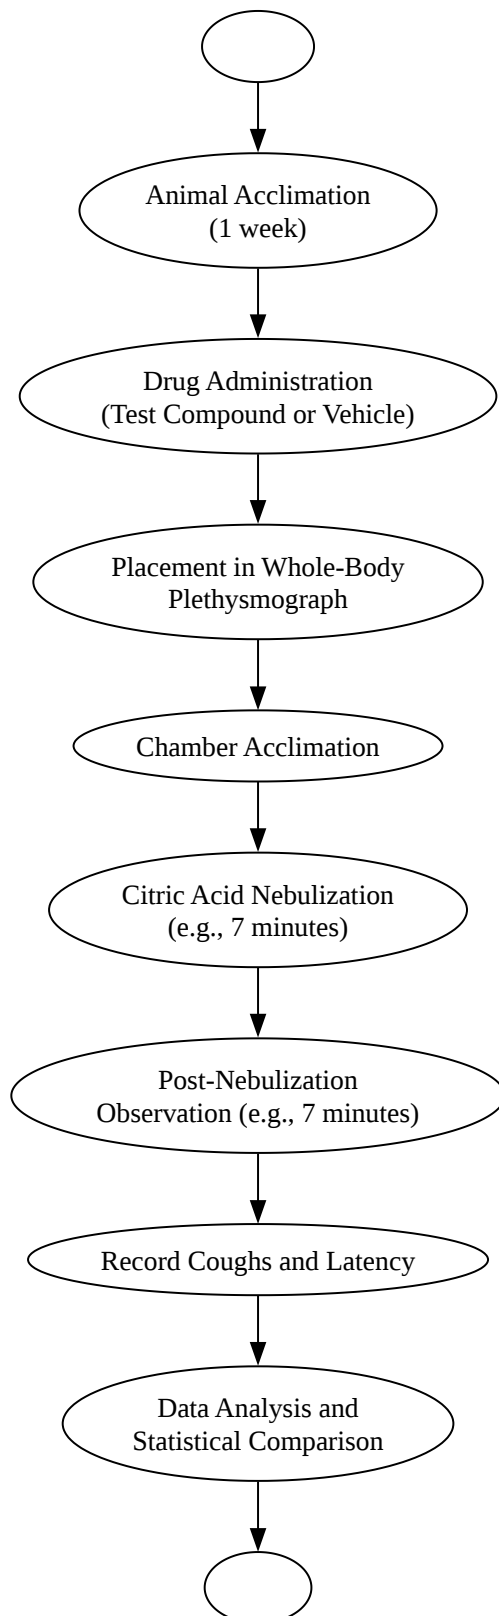 Animal Acclimation
(1 week)
Drug Administration
(Test Compound or Vehicle)
Placement in Whole-Body
Plethysmograph
Chamber Acclimation
Citric Acid Nebulization
(e.g., 7 minutes)
Post-Nebulization
Observation (e.g., 7 minutes)
Record Coughs and Latency
Data Analysis and
Statistical Comparison